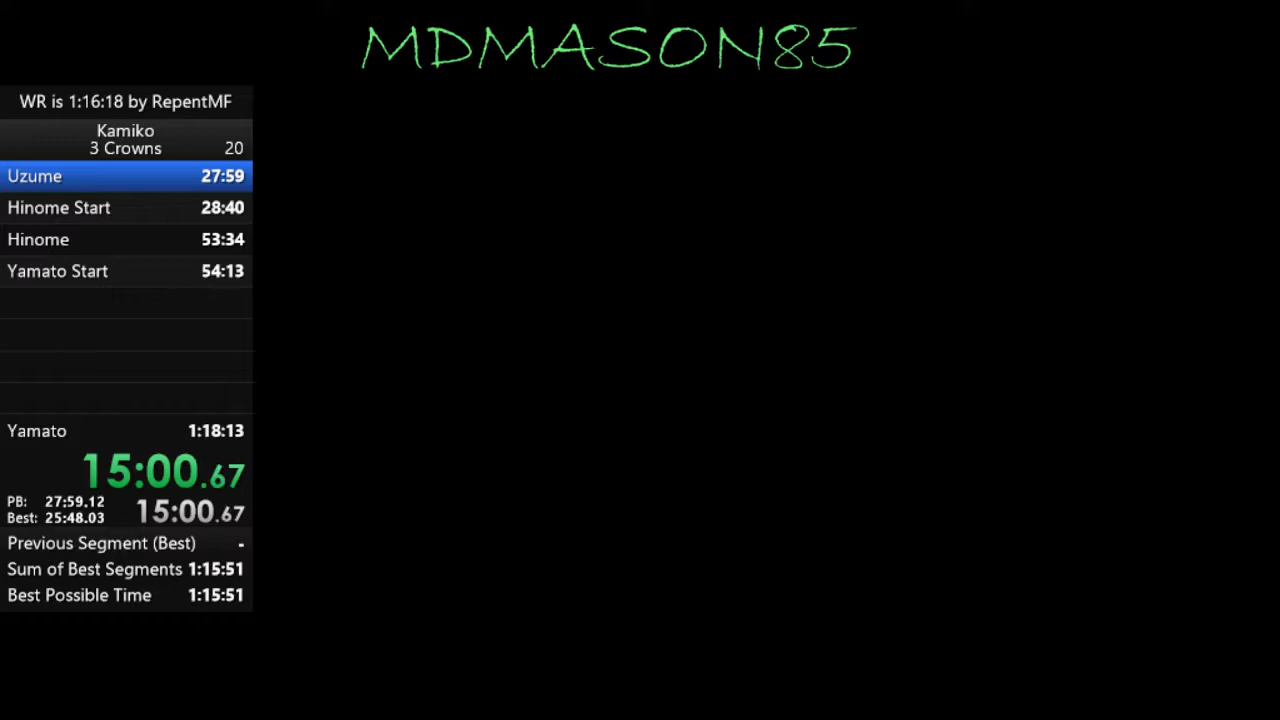 MDMASON85
WR is 1:16:18 by RepentMF
Kamiko
3 Crowns 20
Uzume 27:59
Hinome Start 28:40
Hinome 53:34
Yamato Start 54:13
Yamato 1:18:13
15:00.67
PB: 27:59.12
Best: 25:48.03
15:00.67
Previous Segment (Best) -
Sum of Best Segments 1:15:51
Best Possible Time 1:15:51